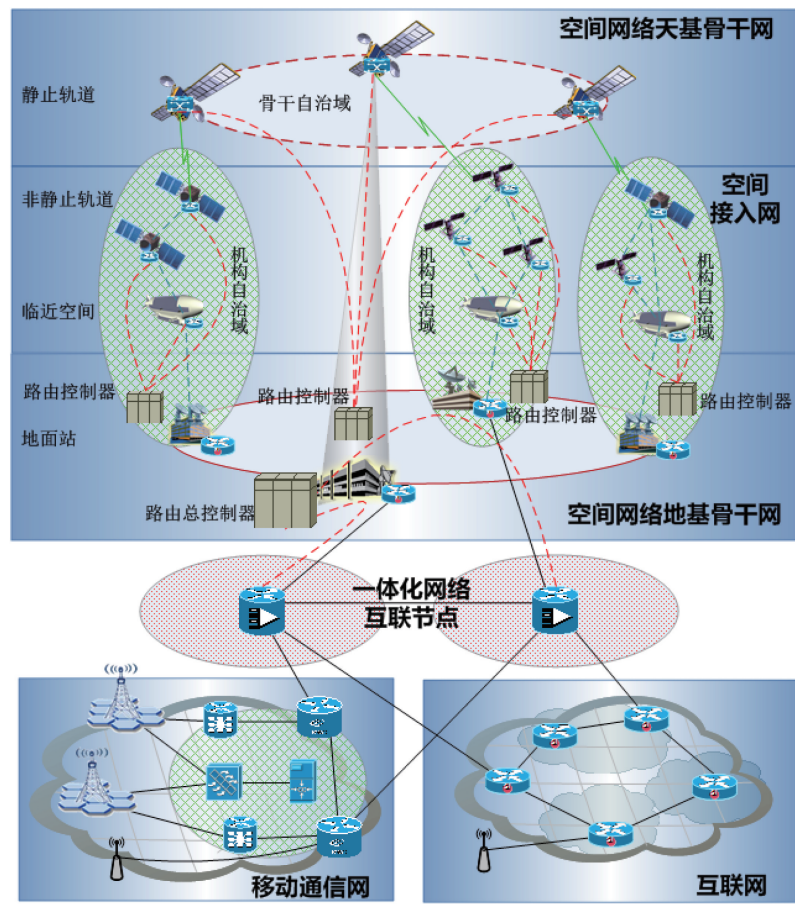 空间网络天基骨干网
静止轨道
骨干自治域
非静止轨道
空间
接入网
机构自治域
机构自治域
机构自治域
临近空间
路由控制器
路由控制器
路由控制器
路由控制器
地面站
路由总控制器
空间网络地基骨干网
一体化网络
互联节点
移动通信网
互联网